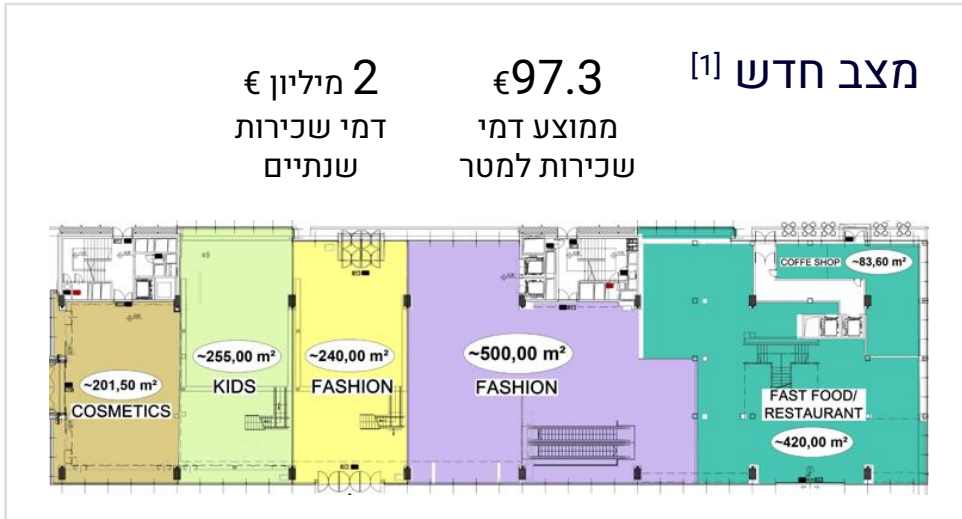 מצב חדש [1]
€97.3
ממוצע דמי
שכירות למטר
2 מיליון €
דמי שכירות
שנתיים
COFFE SHOP ~83,60 m²
~201,50 m²
COSMETICS
~255,00 m²
KIDS
~240,00 m²
FASHION
~500,00 m²
FASHION
FAST FOOD/
RESTAURANT
~420,00 m²